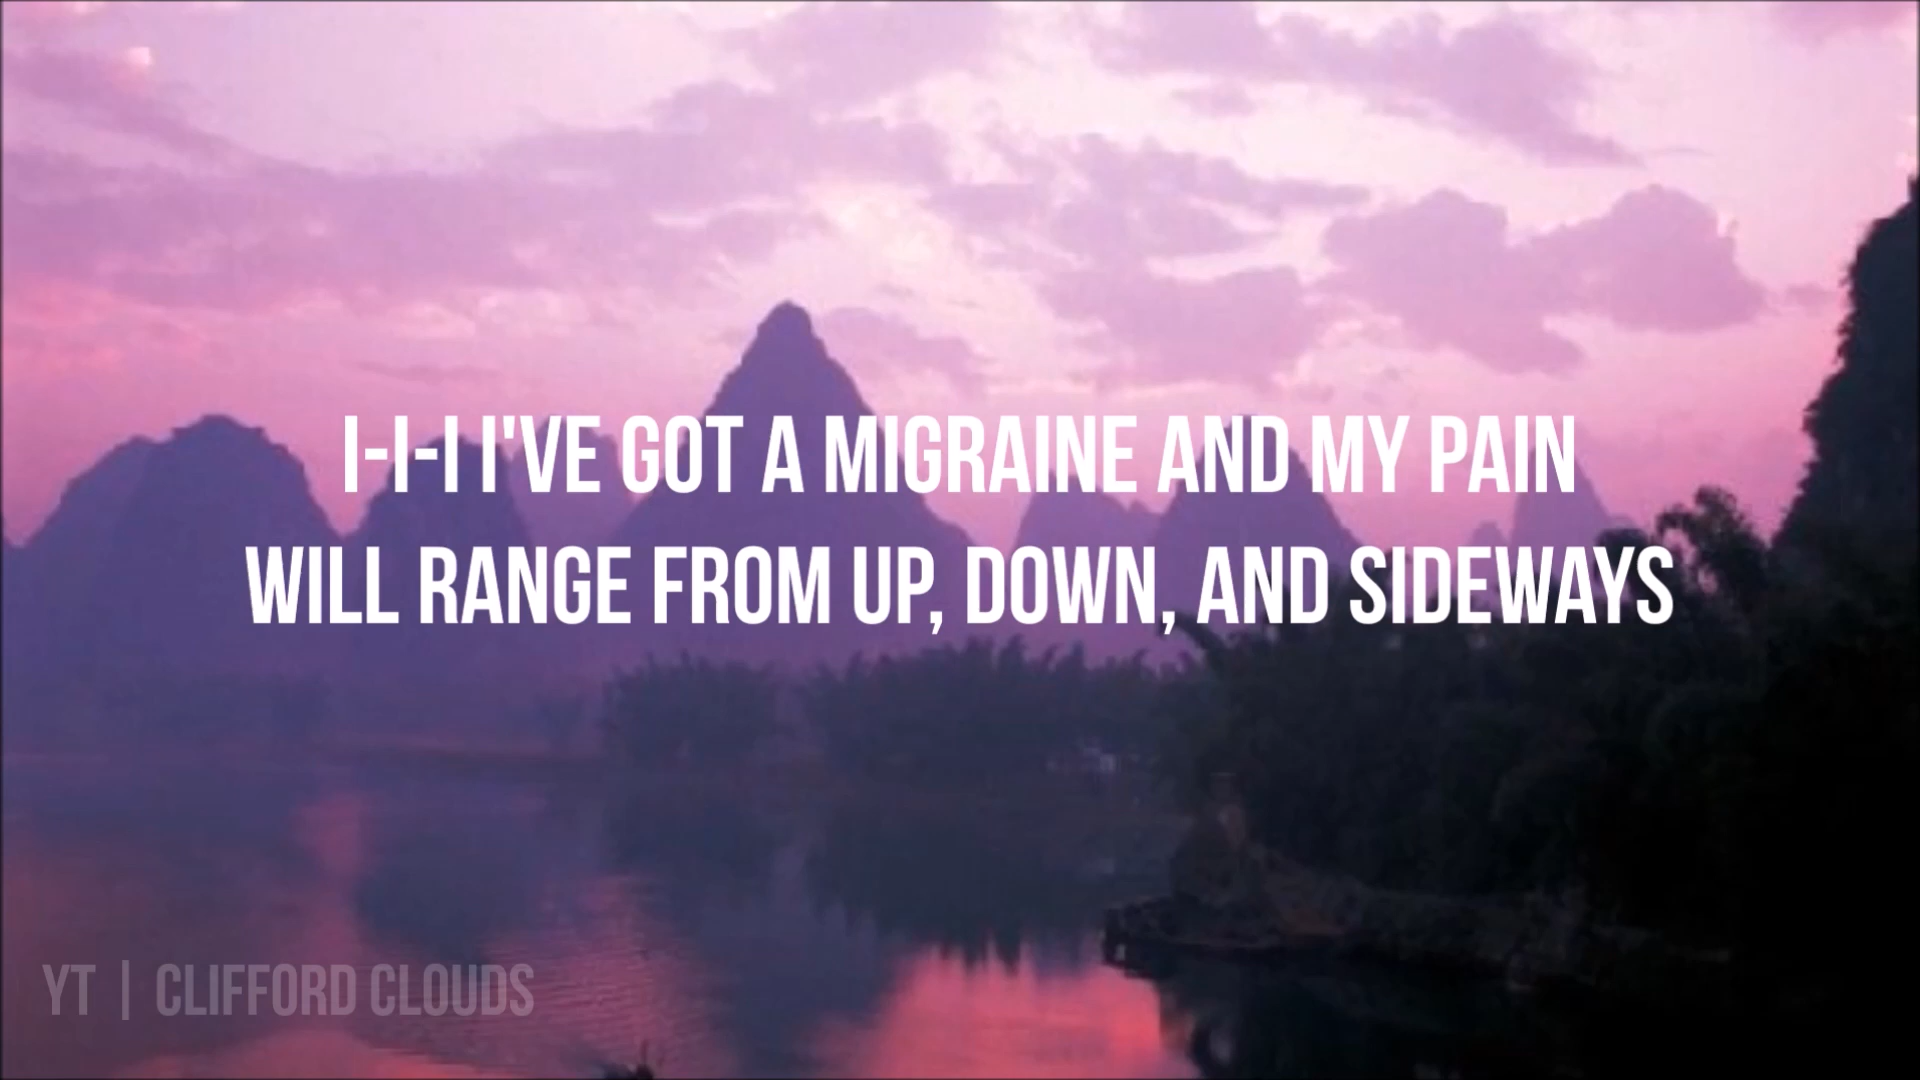 I-I-I I'VE GOT A MIGRAINE AND MY PAIN
WILL RANGE FROM UP, DOWN, AND SIDEWAYS
YT | CLIFFORD CLOUDS